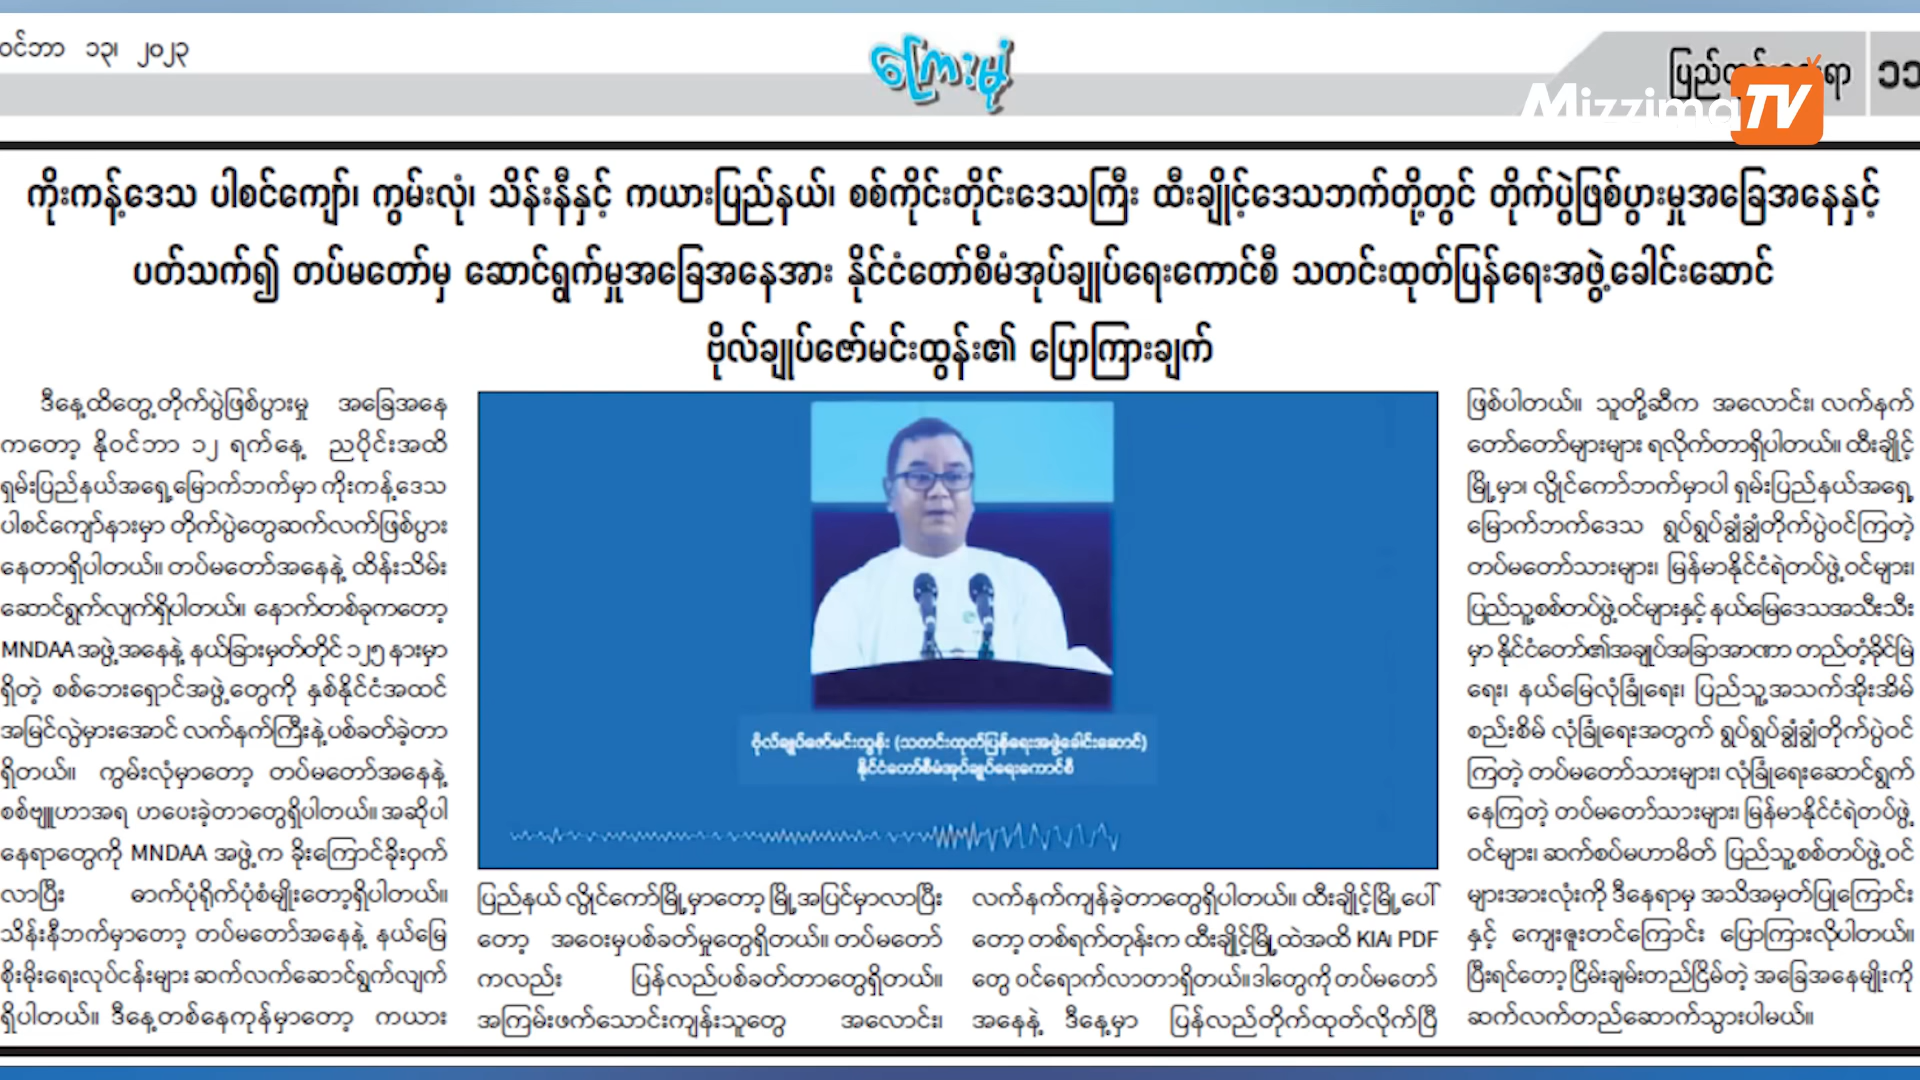 ဝင်ဘာ ၁၃၊ ၂၀၂၃
ကြေးမုံ
Mizzima TV
ကိုးကန့်ဒေသ ပါစင်ကျော်၊ ကွမ်းလုံ၊ သိန်းနီနှင့် ကယားပြည်နယ်၊ စစ်ကိုင်းတိုင်းဒေသကြီး ထီးချိုင့်ဒေသဘက်တို့တွင် တိုက်ပွဲဖြစ်ပွားမှုအခြေအနေနှင့်
ပတ်သက်၍ တပ်မတော်မှ ဆောင်ရွက်မှုအခြေအနေအား နိုင်ငံတော်စီမံအုပ်ချုပ်ရေးကောင်စီ သတင်းထုတ်ပြန်ရေးအဖွဲ့ခေါင်းဆောင်
ဗိုလ်ချုပ်ဇော်မင်းထွန်း၏ ပြောကြားချက်
ဒီနေ့ထိတွေ့တိုက်ပွဲဖြစ်ပွားမှု အခြေအနေ
ကတော့ နိုဝင်ဘာ ၁၂ ရက်နေ့ ညပိုင်းအထိ
ရှမ်းပြည်နယ်အရှေ့မြောက်ဘက်မှာ ကိုးကန့်ဒေသ
ပါစင်ကျော်နားမှာ တိုက်ပွဲတွေဆက်လက်ဖြစ်ပွား
နေတာရှိပါတယ်။ တပ်မတော်အနေနဲ့ ထိန်းသိမ်း
ဆောင်ရွက်လျက်ရှိပါတယ်။ နောက်တစ်ခုကတော့
MNDAA အဖွဲ့အနေနဲ့ နယ်ခြားမှတ်တိုင် ၁၂၅ နားမှာ
ရှိတဲ့ စစ်ဘေးရှောင်အဖွဲ့တွေကို နှစ်နိုင်ငံအထင်
အမြင်လွဲမှားအောင် လက်နက်ကြီးနဲ့ပစ်ခတ်ခဲ့တာ
ရှိတယ်။ ကွမ်းလုံမှာတော့ တပ်မတော်အနေနဲ့
စစ်ဗျူဟာအရ ဟပေးခဲ့တာတွေရှိပါတယ်။ အဆိုပါ
နေရာတွေကို MNDAA အဖွဲ့က ခိုးကြောင်ခိုးဝှက်
လာပြီး ဓာက်ပုံရိုက်ပုံစံမျိုးတော့ရှိပါတယ်။
သိန်းနီဘက်မှာတော့ တပ်မတော်အနေနဲ့ နယ်မြေ
စိုးမိုးရေးလုပ်ငန်းများ ဆက်လက်ဆောင်ရွက်လျက်
ရှိပါတယ်။ ဒီနေ့တစ်နေကုန်မှာတော့ ကယား
ဗိုလ်ချုပ်ဇော်မင်းထွန်း (သတင်းထုတ်ပြန်ရေးအဖွဲ့ခေါင်းဆောင်)
နိုင်ငံတော်စီမံအုပ်ချုပ်ရေးကောင်စီ
ပြည်နယ် လွိုင်ကော်မြို့မှာတော့ မြို့အပြင်မှာလာပြီး
တော့ အဝေးမှပစ်ခတ်မှုတွေရှိတယ်။ တပ်မတော်
ကလည်း ပြန်လည်ပစ်ခတ်တာတွေရှိတယ်။
အကြမ်းဖက်သောင်းကျန်းသူတွေ အလောင်း၊
လက်နက်ကျန်ခဲ့တာတွေရှိပါတယ်။ ထီးချိုင့်မြို့ပေါ်
တော့ တစ်ရက်တုန်းက ထီးချိုင့်မြို့ထဲအထိ KIA၊ PDF
တွေ ဝင်ရောက်လာတာရှိတယ်။ ဒါတွေကို တပ်မတော်
အနေနဲ့ ဒီနေ့မှာ ပြန်လည်တိုက်ထုတ်လိုက်ပြီ
ဖြစ်ပါတယ်။ သူတို့ဆီက အလောင်း၊ လက်နက်
တော်တော်များများ ရလိုက်တာရှိပါတယ်။ ထီးချိုင့်
မြို့မှာ၊ လွိုင်ကော်ဘက်မှာပါ ရှမ်းပြည်နယ်အရှေ့
မြောက်ဘက်ဒေသ ရွပ်ရွပ်ချွံချွံတိုက်ပွဲဝင်ကြတဲ့
တပ်မတော်သားများ၊ မြန်မာနိုင်ငံရဲတပ်ဖွဲ့ဝင်များ၊
ပြည်သူ့စစ်တပ်ဖွဲ့ဝင်များနှင့် နယ်မြေဒေသအသီးသီး
မှာ နိုင်ငံတော်၏အချုပ်အခြာအာဏာ တည်တံ့ခိုင်မြဲ
ရေး၊ နယ်မြေလုံခြုံရေး၊ ပြည်သူ့အသက်အိုးအိမ်
စည်းစိမ် လုံခြုံရေးအတွက် ရွပ်ရွပ်ချွံချွံတိုက်ပွဲဝင်
ကြတဲ့ တပ်မတော်သားများ၊ လုံခြုံရေးဆောင်ရွက်
နေကြတဲ့ တပ်မတော်သားများ၊ မြန်မာနိုင်ငံရဲတပ်ဖွဲ့
ဝင်များ၊ ဆက်စပ်မဟာမိတ် ပြည်သူ့စစ်တပ်ဖွဲ့ဝင်
များအားလုံးကို ဒီနေရာမှ အသိအမှတ်ပြုကြောင်း
နှင့် ကျေးဇူးတင်ကြောင်း ပြောကြားလိုပါတယ်။
ပြီးရင်တော့ ငြိမ်းချမ်းတည်ငြိမ်တဲ့ အခြေအနေမျိုးကို
ဆက်လက်တည်ဆောက်သွားပါမယ်။